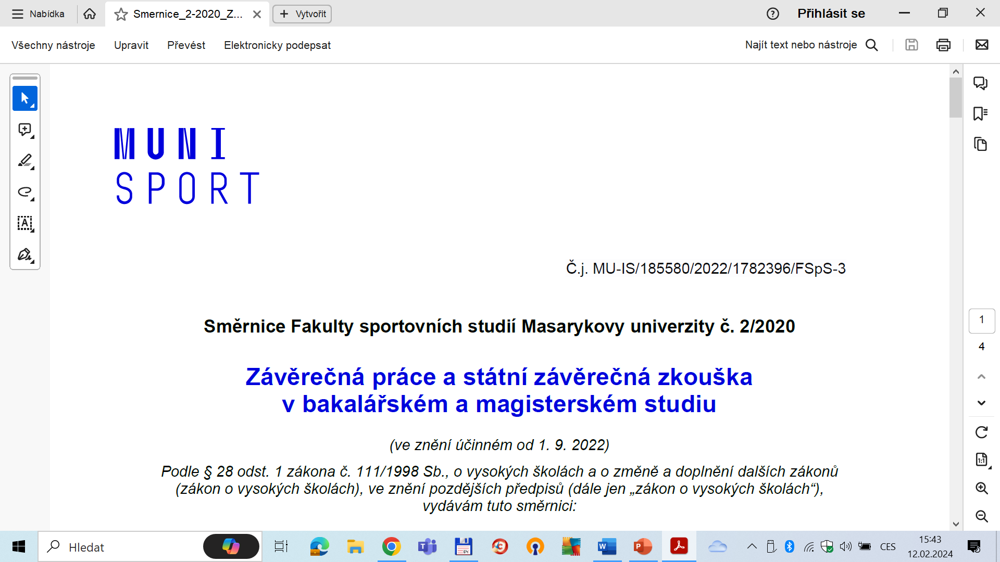 Nabídka
Smernice_2-2020_Z...
Vytvořit
Přihlásit se
Všechny nástroje
Upravit
Převést
Elektronicky podepsat
Najít text nebo nástroje
MUNI
SPORT
Č.j. MU-IS/185580/2022/1782396/FSpS-3
Směrnice Fakulty sportovních studií Masarykovy univerzity č. 2/2020
Závěrečná práce a státní závěrečná zkouška
v bakalářském a magisterském studiu
(ve znění účinném od 1. 9. 2022)
Podle § 28 odst. 1 zákona č. 111/1998 Sb., o vysokých školách a o změně a doplnění dalších zákonů
(zákon o vysokých školách), ve znění pozdějších předpisů (dále jen „zákon o vysokých školách“),
vydávám tuto směrnici:
1
4
1:1
Hledat
64
CES
15:43
12.02.2024